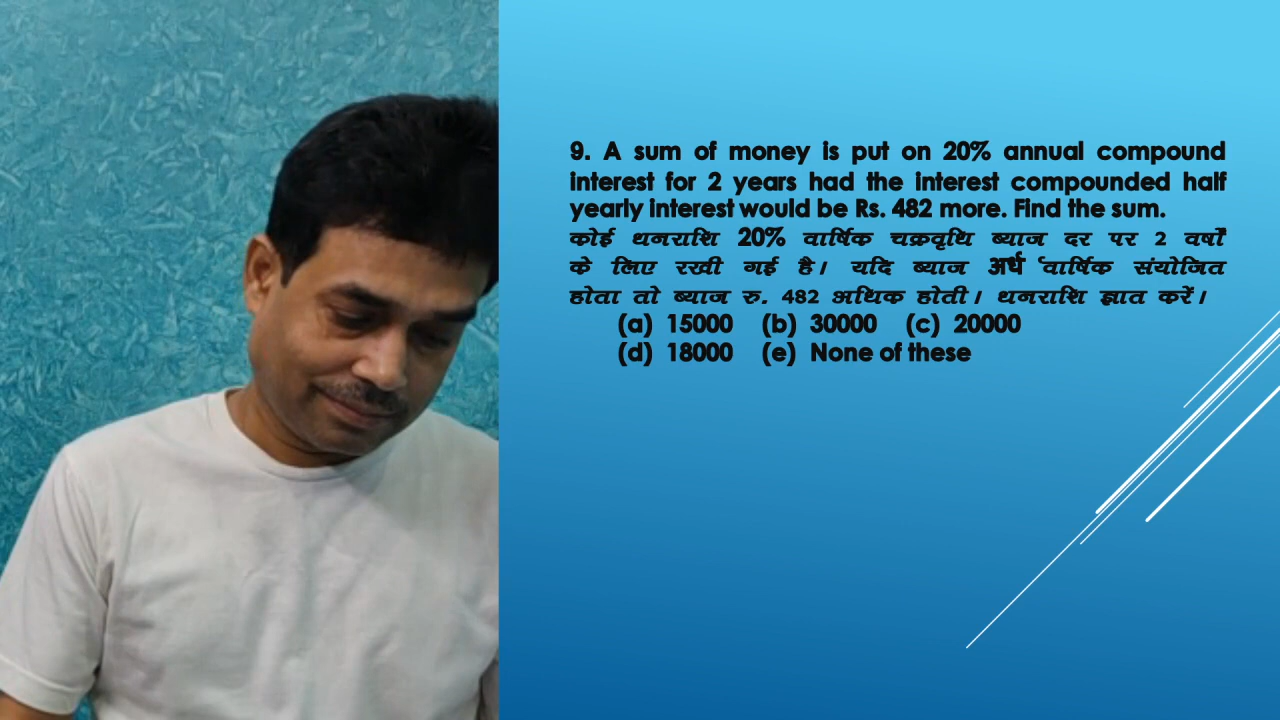 9. A sum of money is put on 20% annual compound
interest for 2 years had the interest compounded half
yearly interest would be Rs. 482 more. Find the sum.
कोई धनराशि 20% वार्षिक चक्रवृधि ब्याज दर पर 2 वर्षों
के लिए रखी गई है। यदि ब्याज अर्ध वार्षिक संयोजित
होता तो ब्याज रु. 482 अधिक होती। धनराशि ज्ञात करें।
(a) 15000 (b) 30000 (c) 20000
(d) 18000 (e) None of these